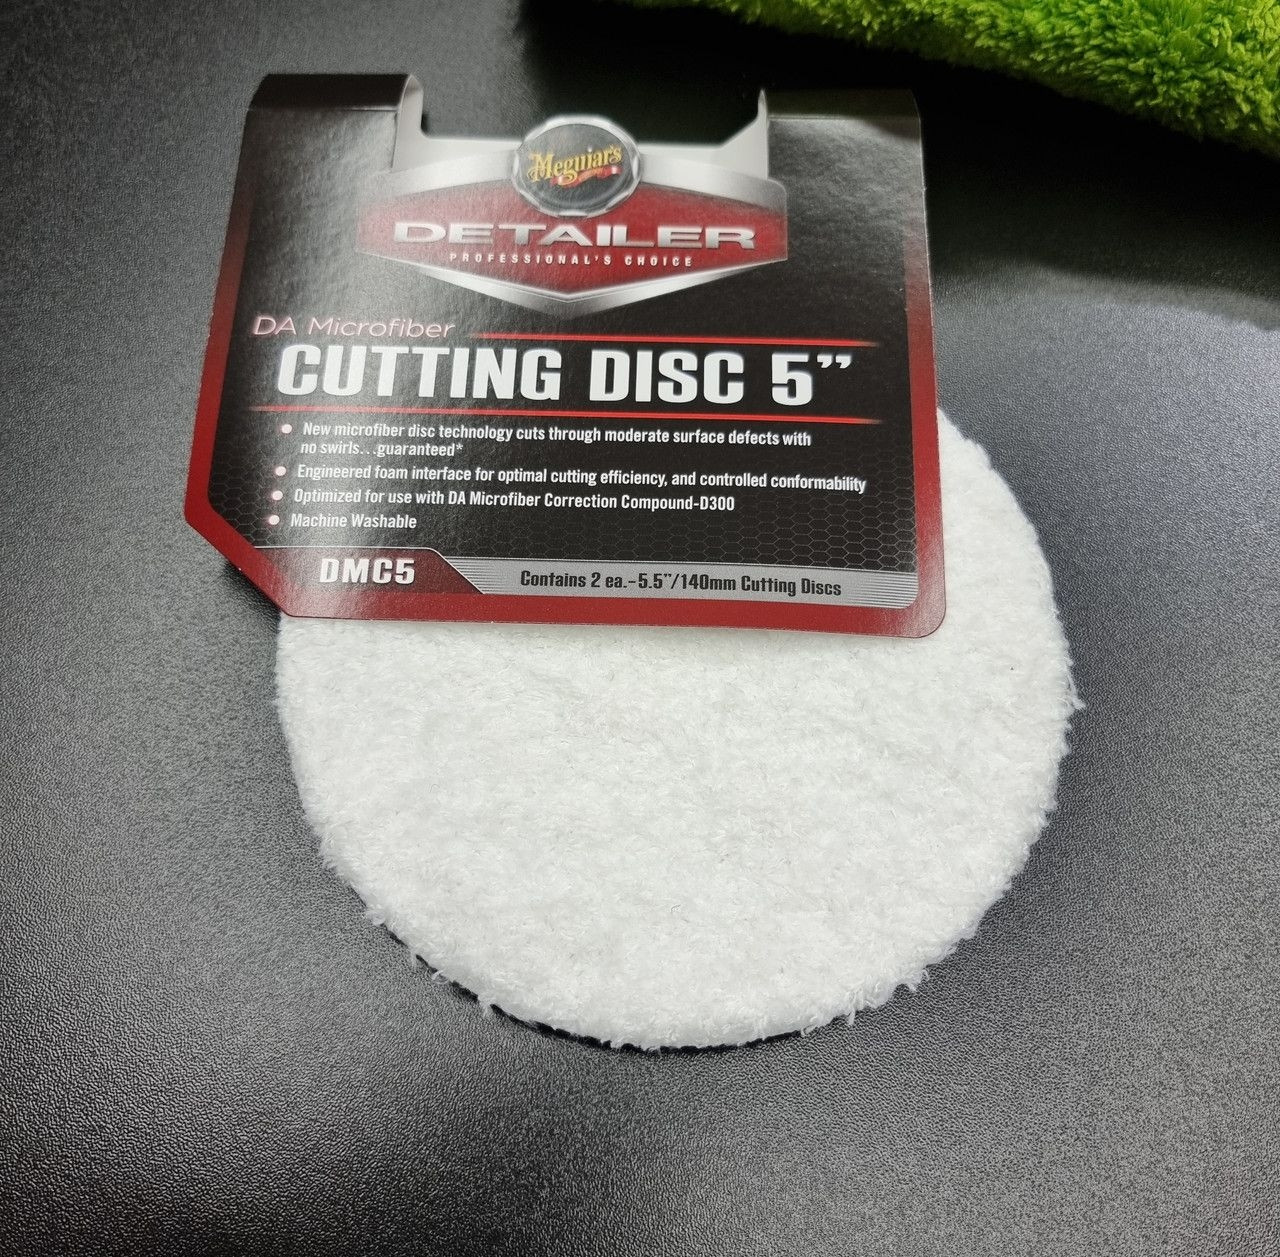 Meguiar's
DETAILER
PROFESSIONAL'S CHOICE
DA Microfiber
CUTTING DISC 5”
• New microfiber disc technology cuts through moderate surface defects with
no swirls...guaranteed*
• Engineered foam interface for optimal cutting efficiency, and controlled conformability
• Optimized for use with DA Microfiber Correction Compound-D300
• Machine Washable
DMC5
Contains 2 ea.-5.5”/140mm Cutting Discs